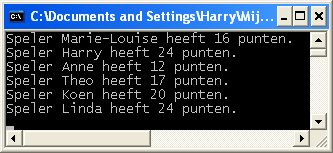 C:\Documents and Settings\Harry\Mij...
Speler Marie-Louise heeft 16 punten.
Speler Harry heeft 24 punten.
Speler Anne heeft 12 punten.
Speler Theo heeft 17 punten.
Speler Koen heeft 20 punten.
Speler Linda heeft 24 punten.